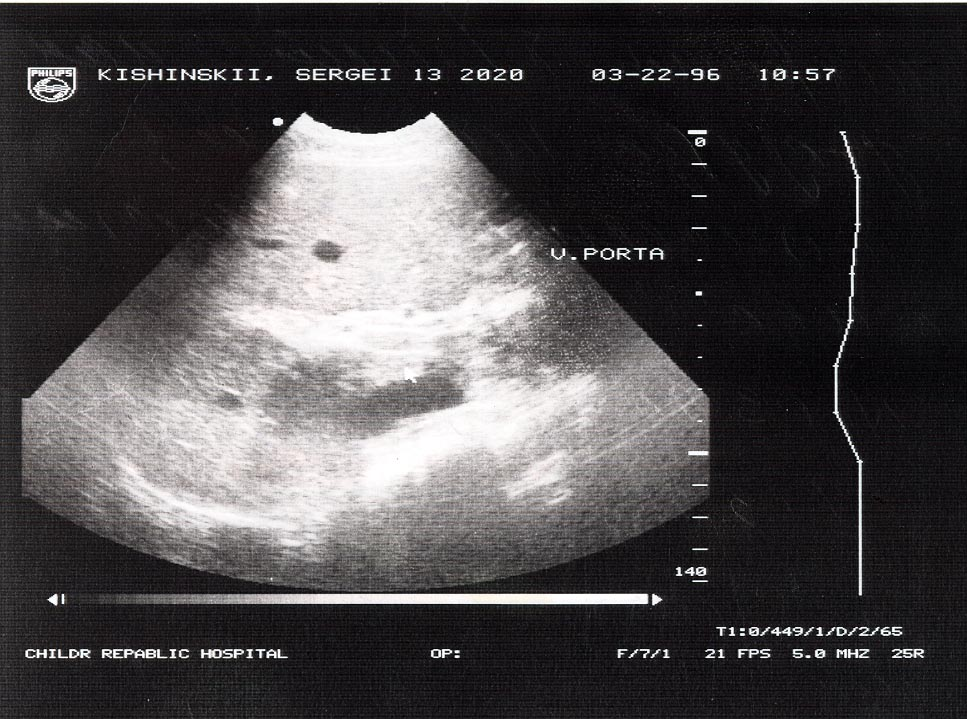 PHILIPS
KISHINSKII, SERGEI 13 2020 03-22-96 10:57
0
V.PORTA
140
T1:0/449/1/D/2/65
CHILDR REPABLIC HOSPITAL OP: F/7/1 21 FPS 5.0 MHZ 25R